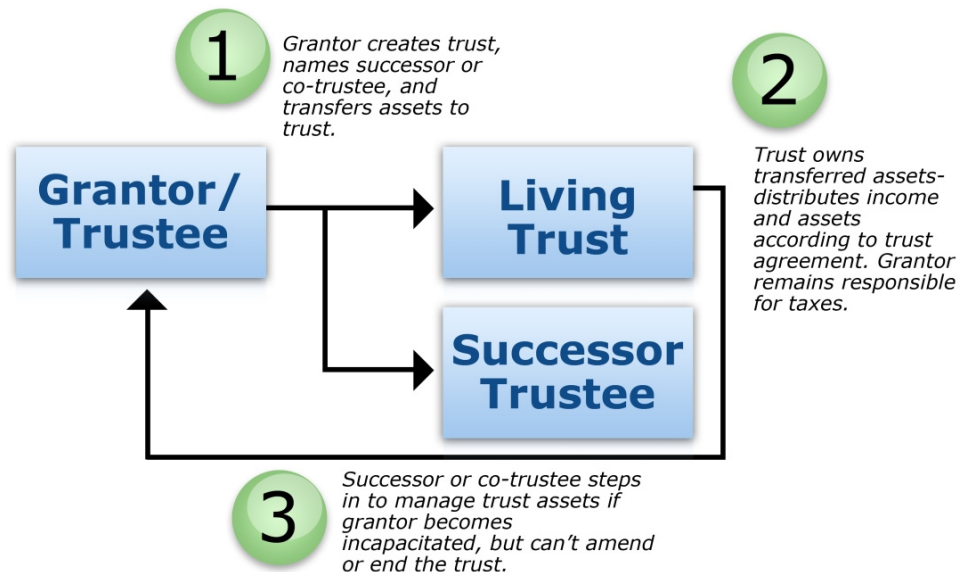 1
Grantor creates trust,
names successor or
co-trustee, and
transfers assets to
trust.
2
Trust owns
transferred assets-
distributes income
and assets
according to trust
agreement. Grantor
remains responsible
for taxes.
Grantor/
Trustee
Living
Trust
Successor
Trustee
3
Successor or co-trustee steps
in to manage trust assets if
grantor becomes
incapacitated, but can’t amend
or end the trust.